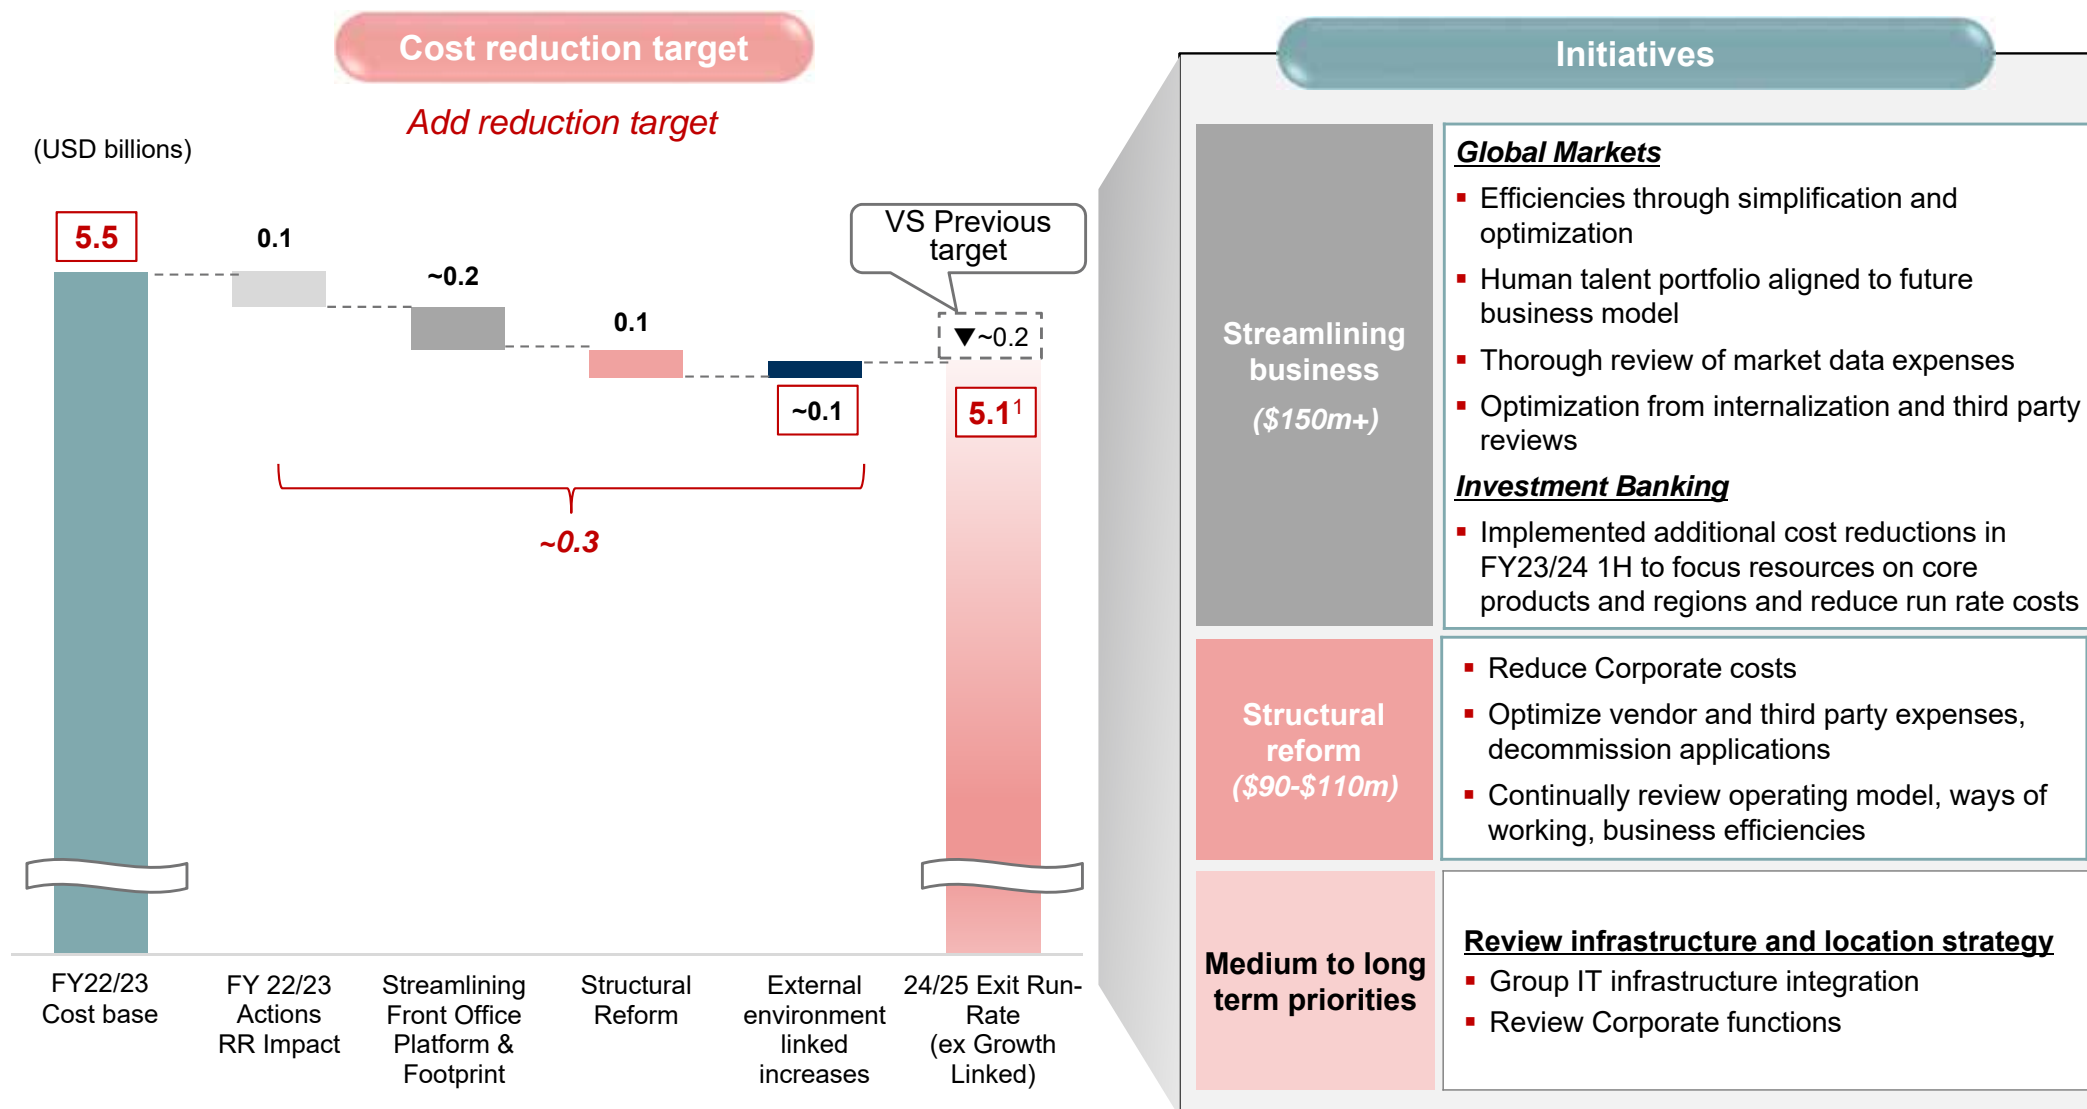 Cost reduction target
Add reduction target
(USD billions)
5.5
0.1
~0.2
0.1
~0.1
VS Previous
target
▼~0.2
5.1¹
~0.3
FY22/23
Cost base
FY 22/23
Actions
RR Impact
Streamlining
Front Office
Platform &
Footprint
Structural
Reform
External
environment
linked
increases
24/25 Exit Run-
Rate
(ex Growth
Linked)
Initiatives
Streamlining
business
($150m+)
Global Markets
▪ Efficiencies through simplification and
optimization
▪ Human talent portfolio aligned to future
business model
▪ Thorough review of market data expenses
▪ Optimization from internalization and third party
reviews
Investment Banking
▪ Implemented additional cost reductions in
FY23/24 1H to focus resources on core
products and regions and reduce run rate costs
Structural
reform
($90-$110m)
▪ Reduce Corporate costs
▪ Optimize vendor and third party expenses,
decommission applications
▪ Continually review operating model, ways of
working, business efficiencies
Medium to long
term priorities
Review infrastructure and location strategy
▪ Group IT infrastructure integration
▪ Review Corporate functions